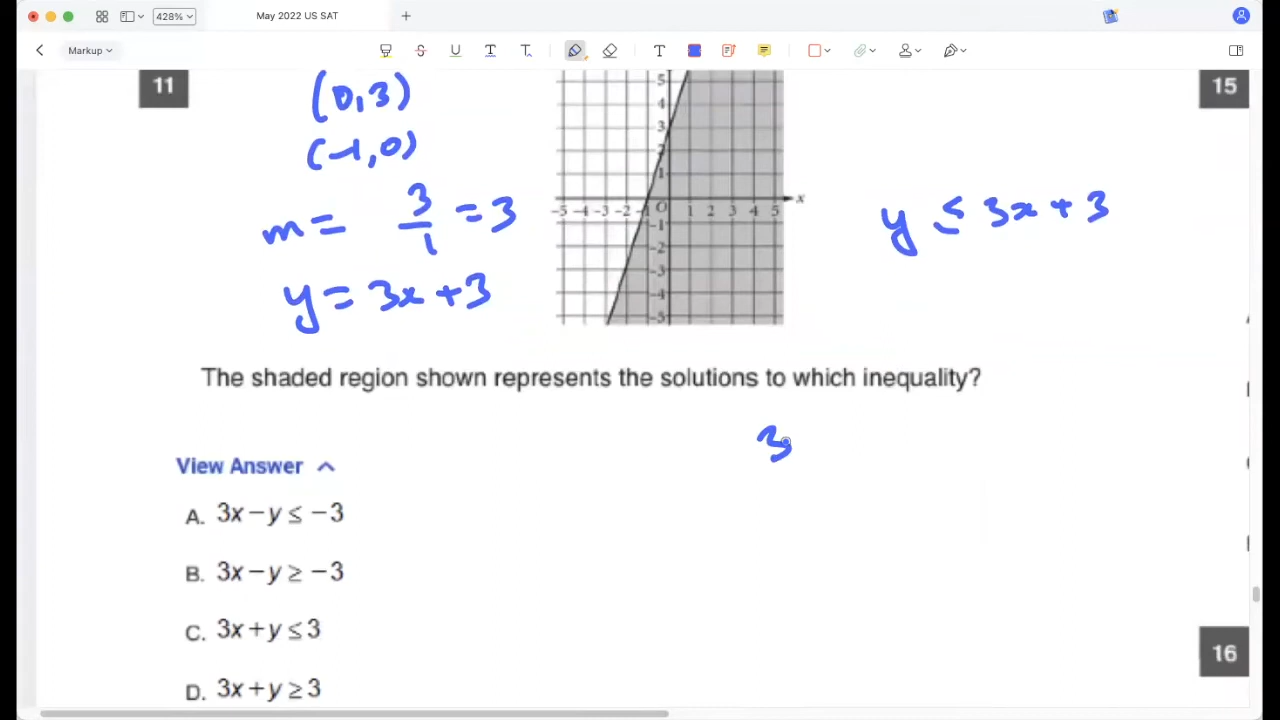 428%
May 2022 US SAT
Markup
11
15
(0,3)
(-1,0)
m = 3/1 = 3
y = 3x+3
5
4
3
2
1
-5 -4 -3 -2 -1 O 1 2 3 4 5 x
-1
-2
-3
-4
-5
y ≤ 3x+3
The shaded region shown represents the solutions to which inequality?
3
View Answer
A. 3x−y ≤ −3
B. 3x−y ≥ −3
C. 3x+y ≤ 3
D. 3x+y ≥ 3
16